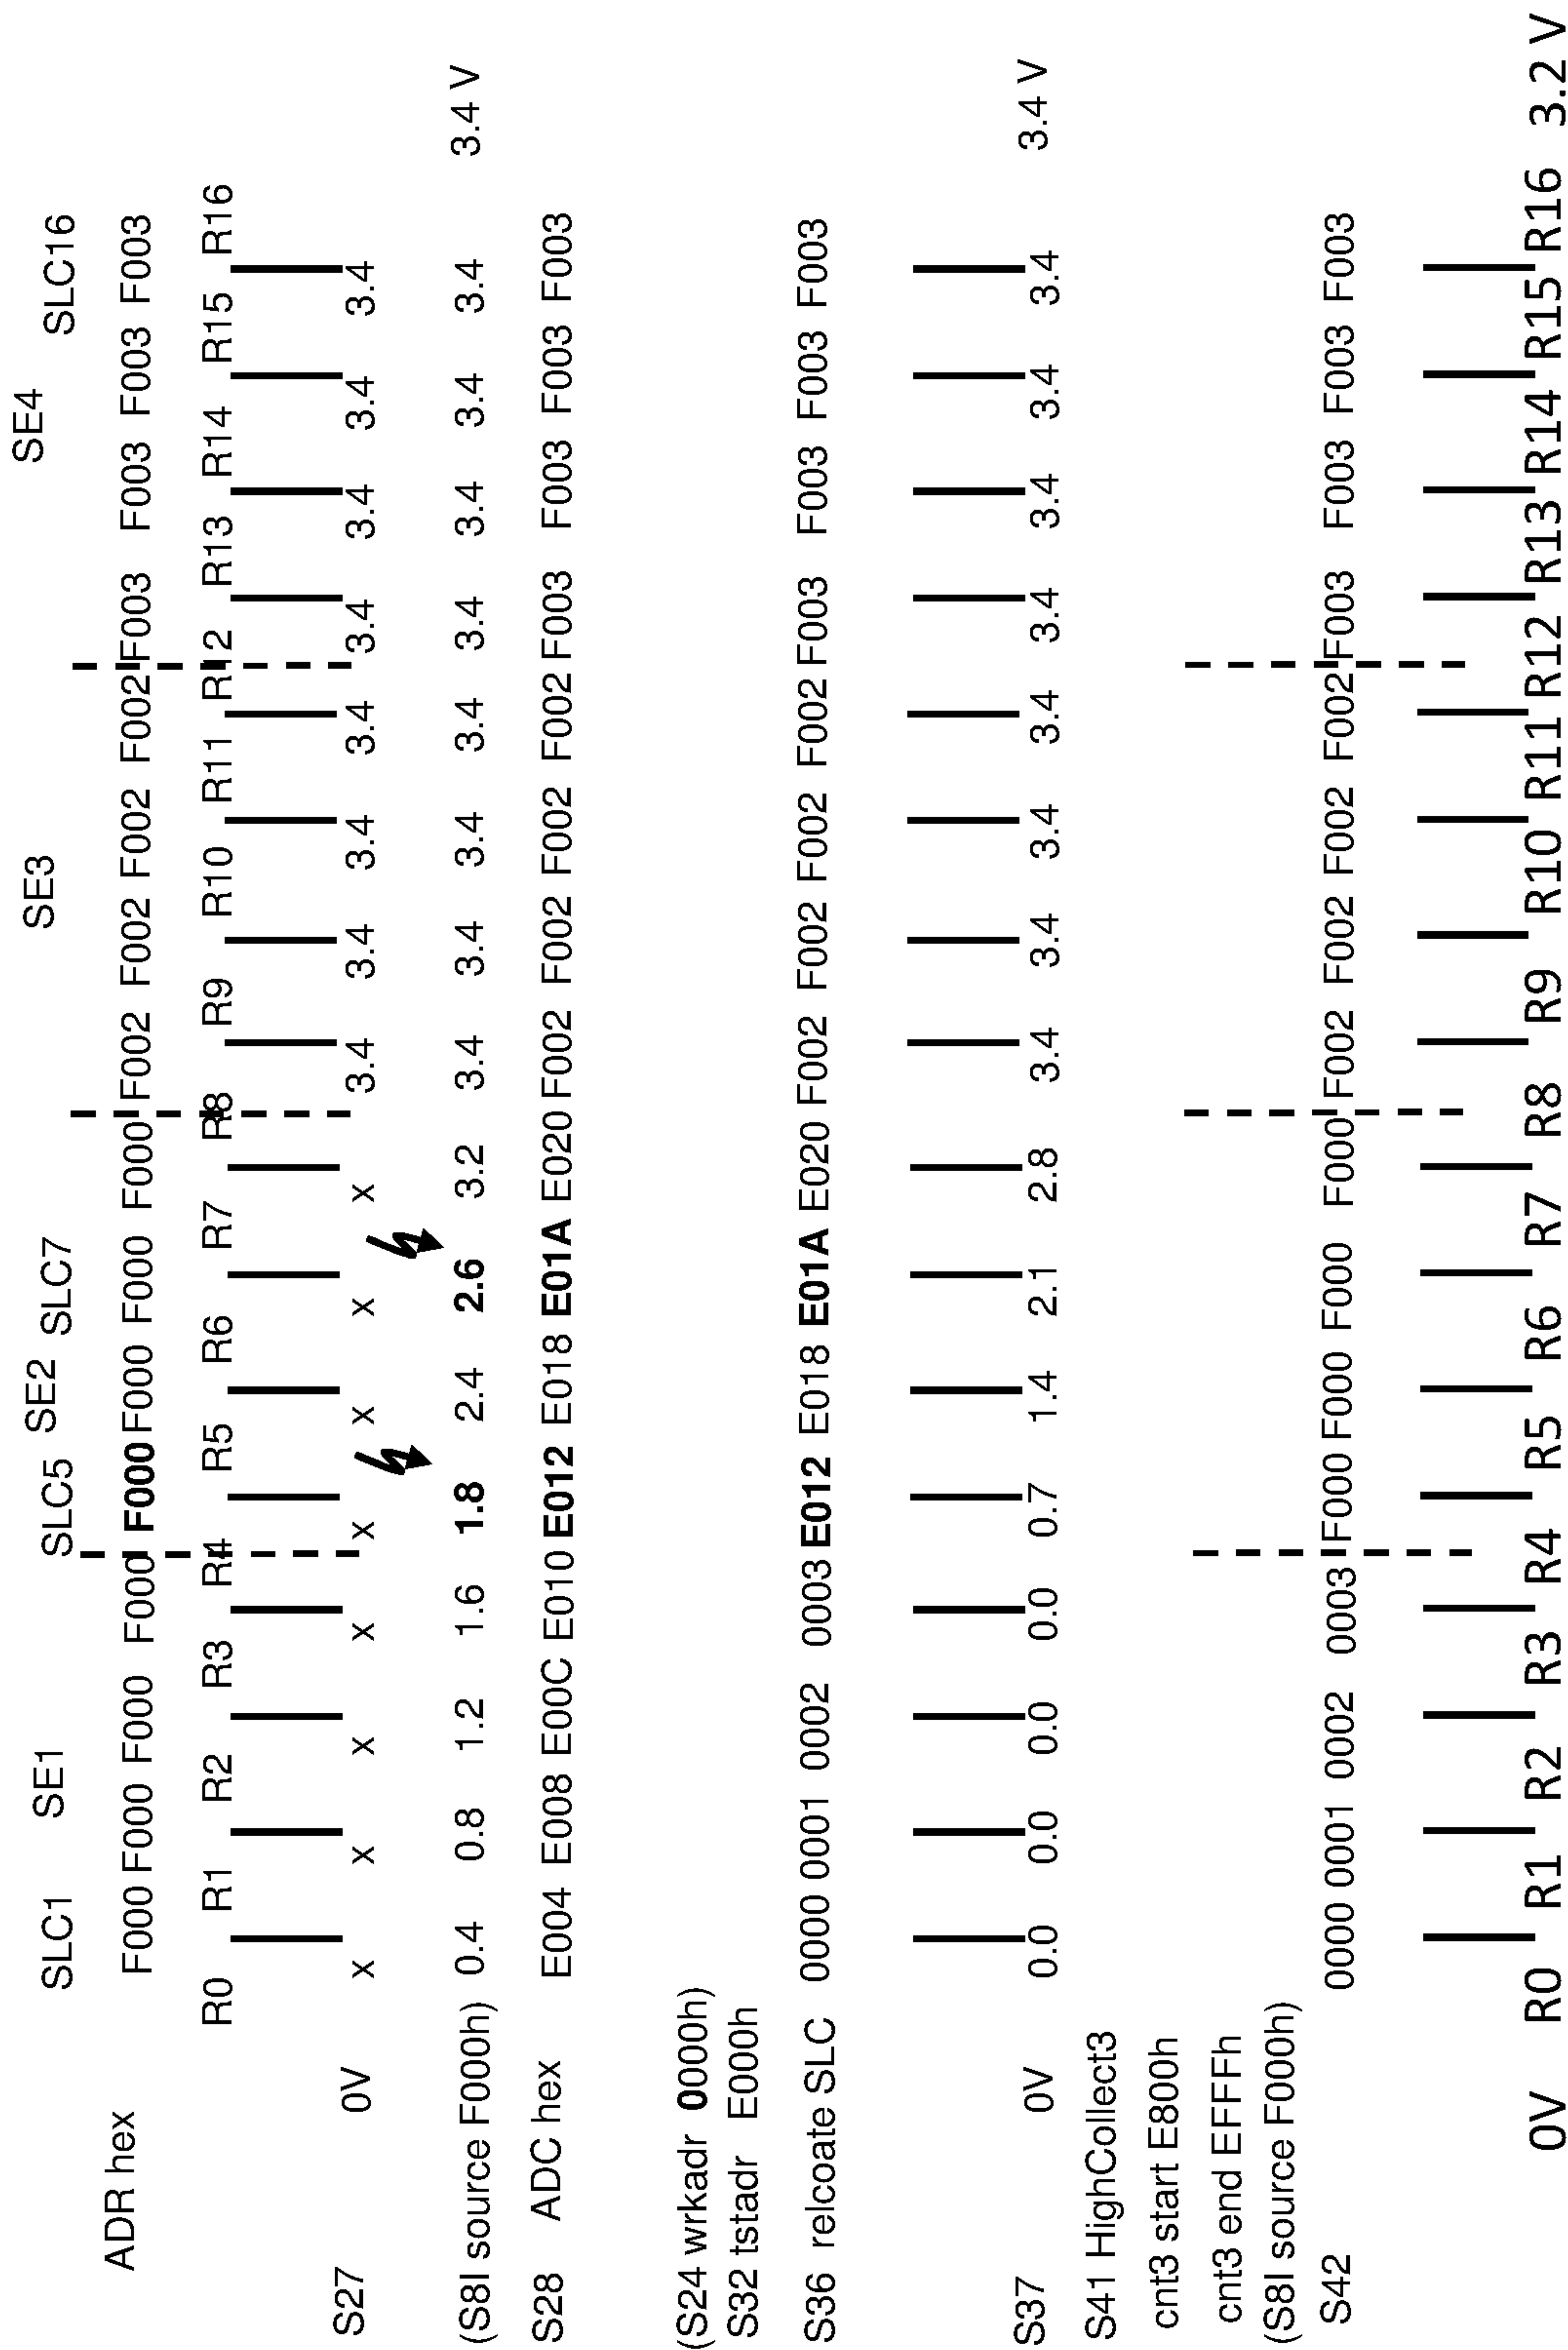 SE1 SE2 SE3 SE4
SLC1 SLC5 SLC7 SLC16
ADR hex F000 F000 F000 F000 F000 F000 F000 F000 F002 F002 F002 F002 F003 F003 F003 F003
R0 R1 R2 R3 R4 R5 R6 R7 R8 R9 R10 R11 R12 R13 R14 R15 R16
S27 0V x x x x x x x x 3.4 3.4 3.4 3.4 3.4 3.4 3.4 3.4
(S8I source F000h) 0.4 0.8 1.2 1.6 1.8 2.4 2.6 3.2 3.4 3.4 3.4 3.4 3.4 3.4 3.4 3.4 3.4 V
S28 ADC hex E004 E008 E00C E010 E012 E018 E01A E020 F002 F002 F002 F002 F003 F003 F003 F003
(S24 wrkadr 0000h)
S32 tstadr E000h
S36 relcoate SLC 0000 0001 0002 0003 E012 E018 E01A E020 F002 F002 F002 F002 F003 F003 F003 F003
S37 0V 0.0 0.0 0.0 0.0 0.7 1.4 2.1 2.8 3.4 3.4 3.4 3.4 3.4 3.4 3.4 3.4 3.4 V
S41 HighCollect3
cnt3 start E800h
cnt3 end EFFFh
(S8I source F000h)
S42 0000 0001 0002 0003 F000 F000 F000 F000 F002 F002 F002 F002 F003 F003 F003 F003
0V R0 R1 R2 R3 R4 R5 R6 R7 R8 R9 R10 R11 R12 R13 R14 R15 R16 3.2 V